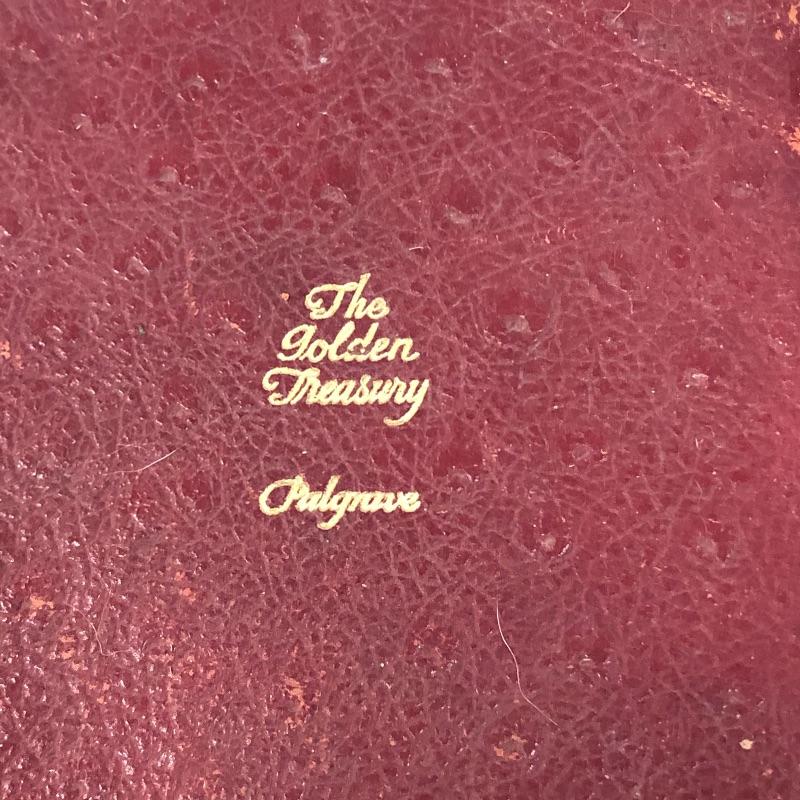 The
Golden
Treasury
Palgrave